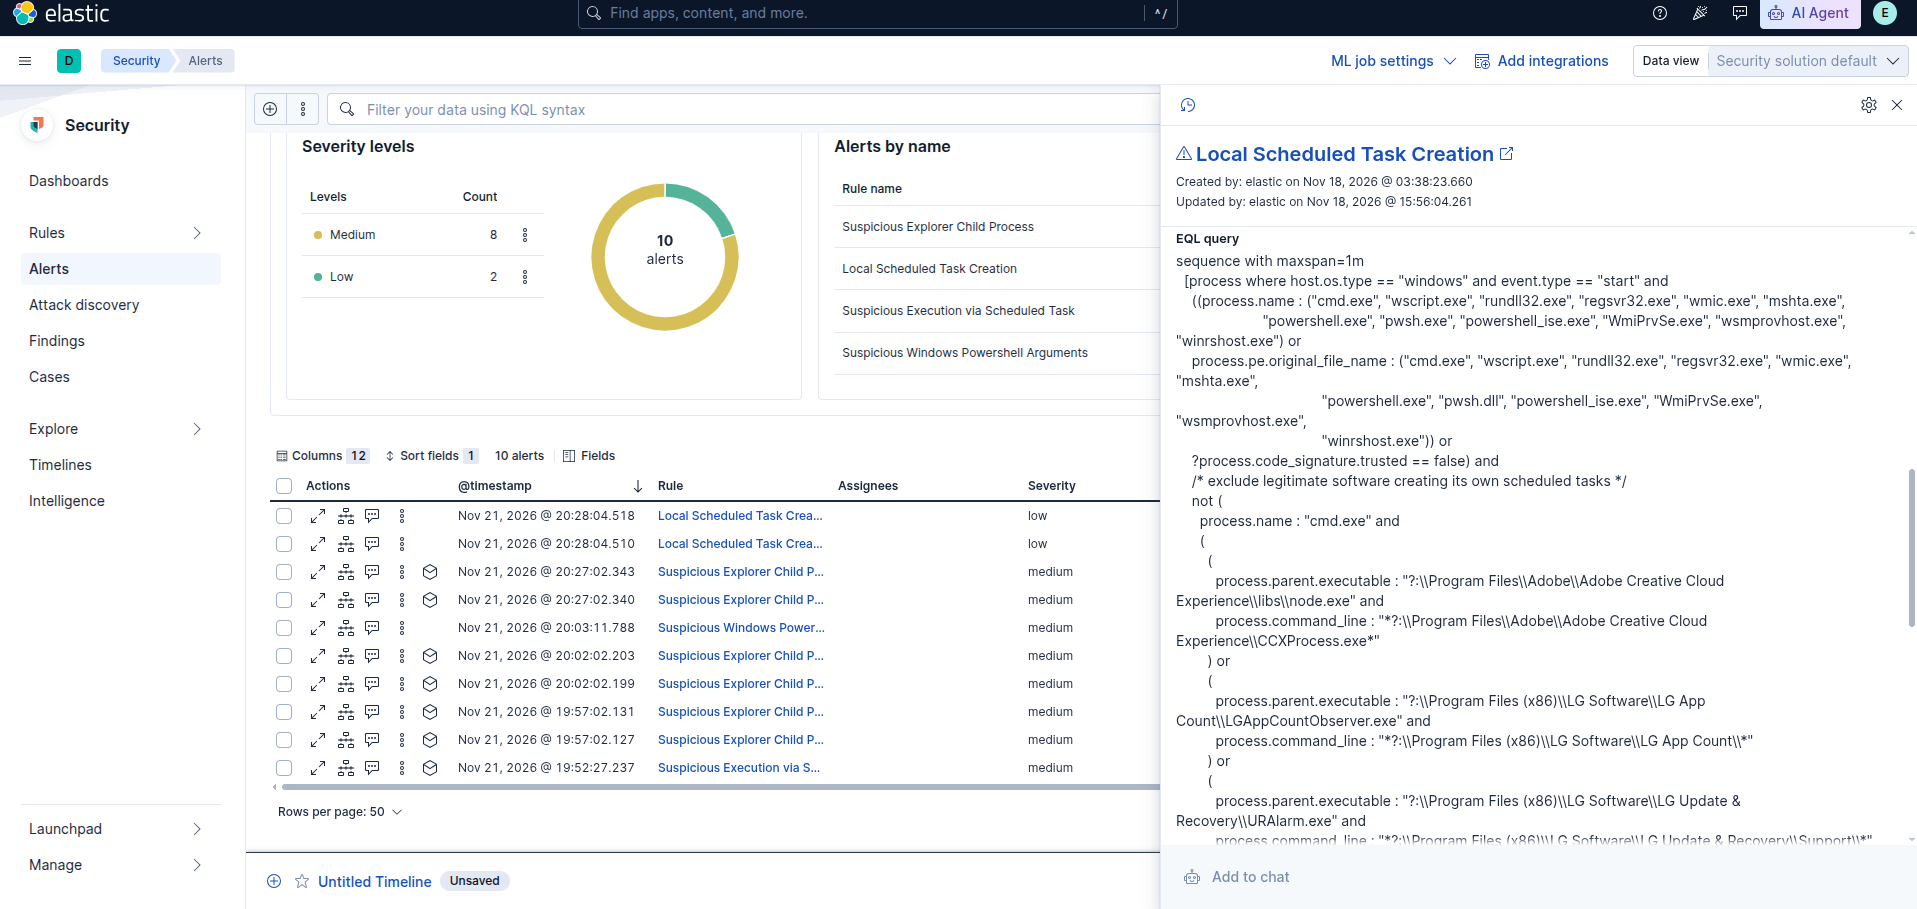 elastic
Find apps, content, and more.
^/
AI Agent
E
D
Security
Alerts
ML job settings
Add integrations
Data view
Security solution default
Security
Dashboards
Rules
Alerts
Attack discovery
Findings
Cases
Explore
Timelines
Intelligence
Launchpad
Manage
Filter your data using KQL syntax
Severity levels
Levels Count
Medium 8
Low 2
10
alerts
Alerts by name
Rule name
Suspicious Explorer Child Process
Local Scheduled Task Creation
Suspicious Execution via Scheduled Task
Suspicious Windows Powershell Arguments
Columns 12 Sort fields 1 10 alerts Fields
Actions @timestamp Rule Assignees Severity
Nov 21, 2026 @ 20:28:04.518 Local Scheduled Task Crea... low
Nov 21, 2026 @ 20:28:04.510 Local Scheduled Task Crea... low
Nov 21, 2026 @ 20:27:02.343 Suspicious Explorer Child P... medium
Nov 21, 2026 @ 20:27:02.340 Suspicious Explorer Child P... medium
Nov 21, 2026 @ 20:03:11.788 Suspicious Windows Power... medium
Nov 21, 2026 @ 20:02:02.203 Suspicious Explorer Child P... medium
Nov 21, 2026 @ 20:02:02.199 Suspicious Explorer Child P... medium
Nov 21, 2026 @ 19:57:02.131 Suspicious Explorer Child P... medium
Nov 21, 2026 @ 19:57:02.127 Suspicious Explorer Child P... medium
Nov 21, 2026 @ 19:52:27.237 Suspicious Execution via S... medium
Rows per page: 50
Untitled Timeline Unsaved
Local Scheduled Task Creation
Created by: elastic on Nov 18, 2026 @ 03:38:23.660
Updated by: elastic on Nov 18, 2026 @ 15:56:04.261
EQL query
sequence with maxspan=1m
[process where host.os.type == "windows" and event.type == "start" and
((process.name : ("cmd.exe", "wscript.exe", "rundll32.exe", "regsvr32.exe", "wmic.exe", "mshta.exe",
"powershell.exe", "pwsh.exe", "powershell_ise.exe", "WmiPrvSe.exe", "wsmprovhost.exe",
"winrshost.exe") or
process.pe.original_file_name : ("cmd.exe", "wscript.exe", "rundll32.exe", "regsvr32.exe", "wmic.exe",
"mshta.exe",
"powershell.exe", "pwsh.dll", "powershell_ise.exe", "WmiPrvSe.exe",
"wsmprovhost.exe",
"winrshost.exe")) or
?process.code_signature.trusted == false) and
/* exclude legitimate software creating its own scheduled tasks */
not (
process.name : "cmd.exe" and
(
(
process.parent.executable : "?:\\Program Files\\Adobe\\Adobe Creative Cloud
Experience\\libs\\node.exe" and
process.command_line : "*?:\\Program Files\\Adobe\\Adobe Creative Cloud
Experience\\CCXProcess.exe*"
) or
(
process.parent.executable : "?:\\Program Files (x86)\\LG Software\\LG App
Count\\LGAppCountObserver.exe" and
process.command_line : "*?:\\Program Files (x86)\\LG Software\\LG App Count\\*"
) or
(
process.parent.executable : "?:\\Program Files (x86)\\LG Software\\LG Update &
Recovery\\URAlarm.exe" and
process.command_line : "*?:\\Program Files (x86)\\LG Software\\LG Update & Recovery\\Support\\*"
Add to chat